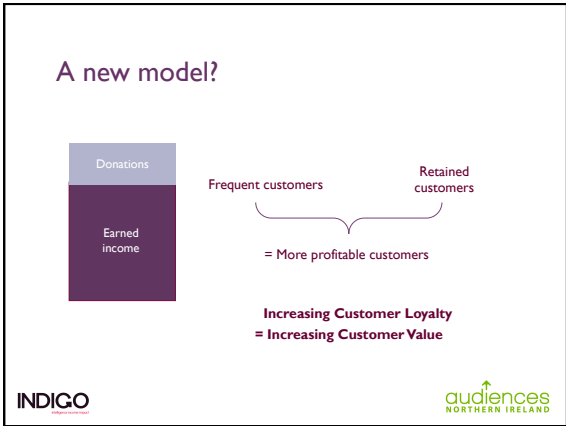 A new model?
Donations
Earned
income
Frequent customers
Retained
customers
= More profitable customers
Increasing Customer Loyalty
= Increasing Customer Value
INDIGO
audiences
NORTHERN IRELAND